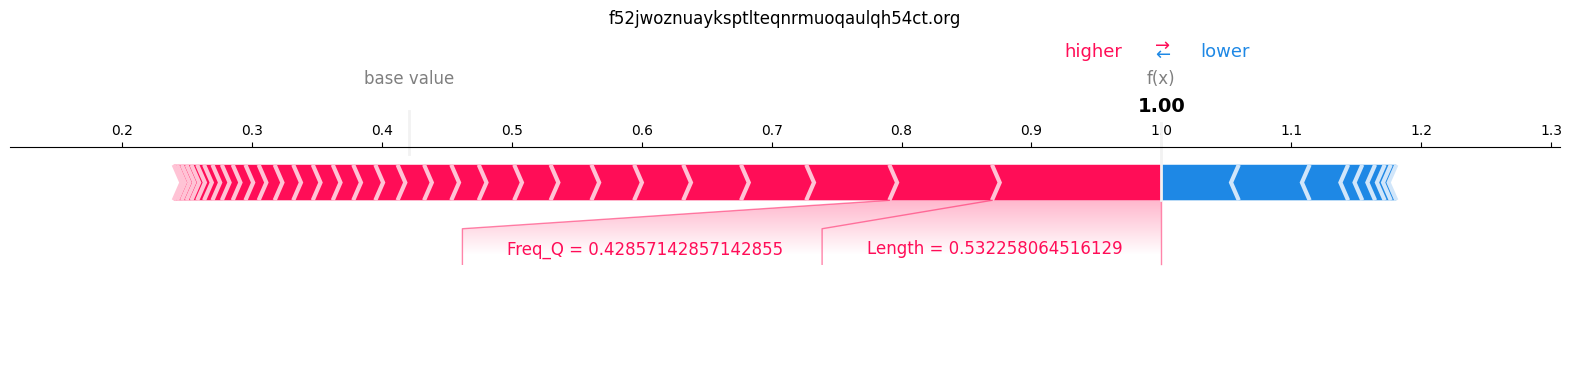 f52jwoznuayksptlteqnrmuoqaulqh54ct.org
higher ⇄ lower
base value f(x)
1.00
0.2 0.3 0.4 0.5 0.6 0.7 0.8 0.9 1.0 1.1 1.2 1.3
Freq_Q = 0.42857142857142855 Length = 0.532258064516129